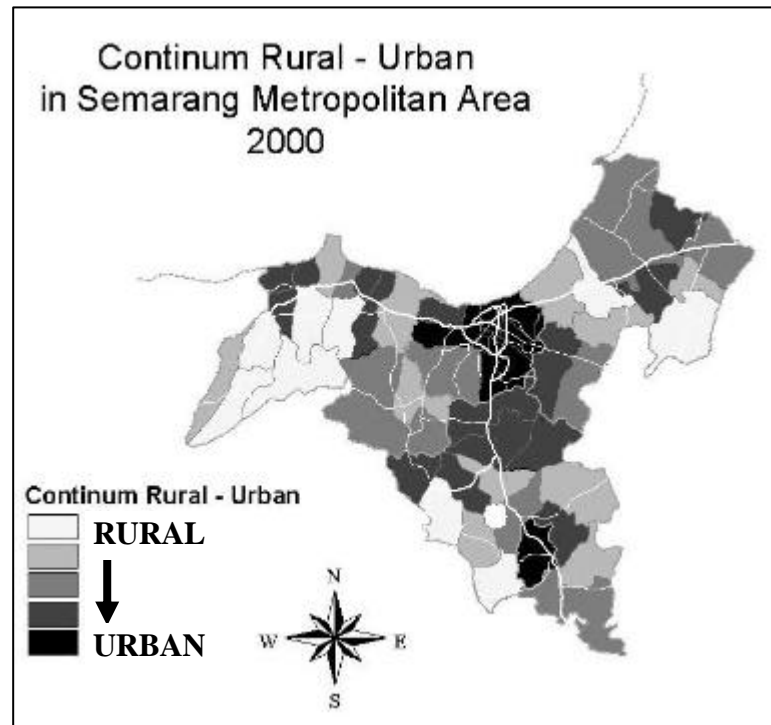 Continum Rural - Urban
in Semarang Metropolitan Area
2000
Continum Rural - Urban
RURAL
URBAN
N
W E
S